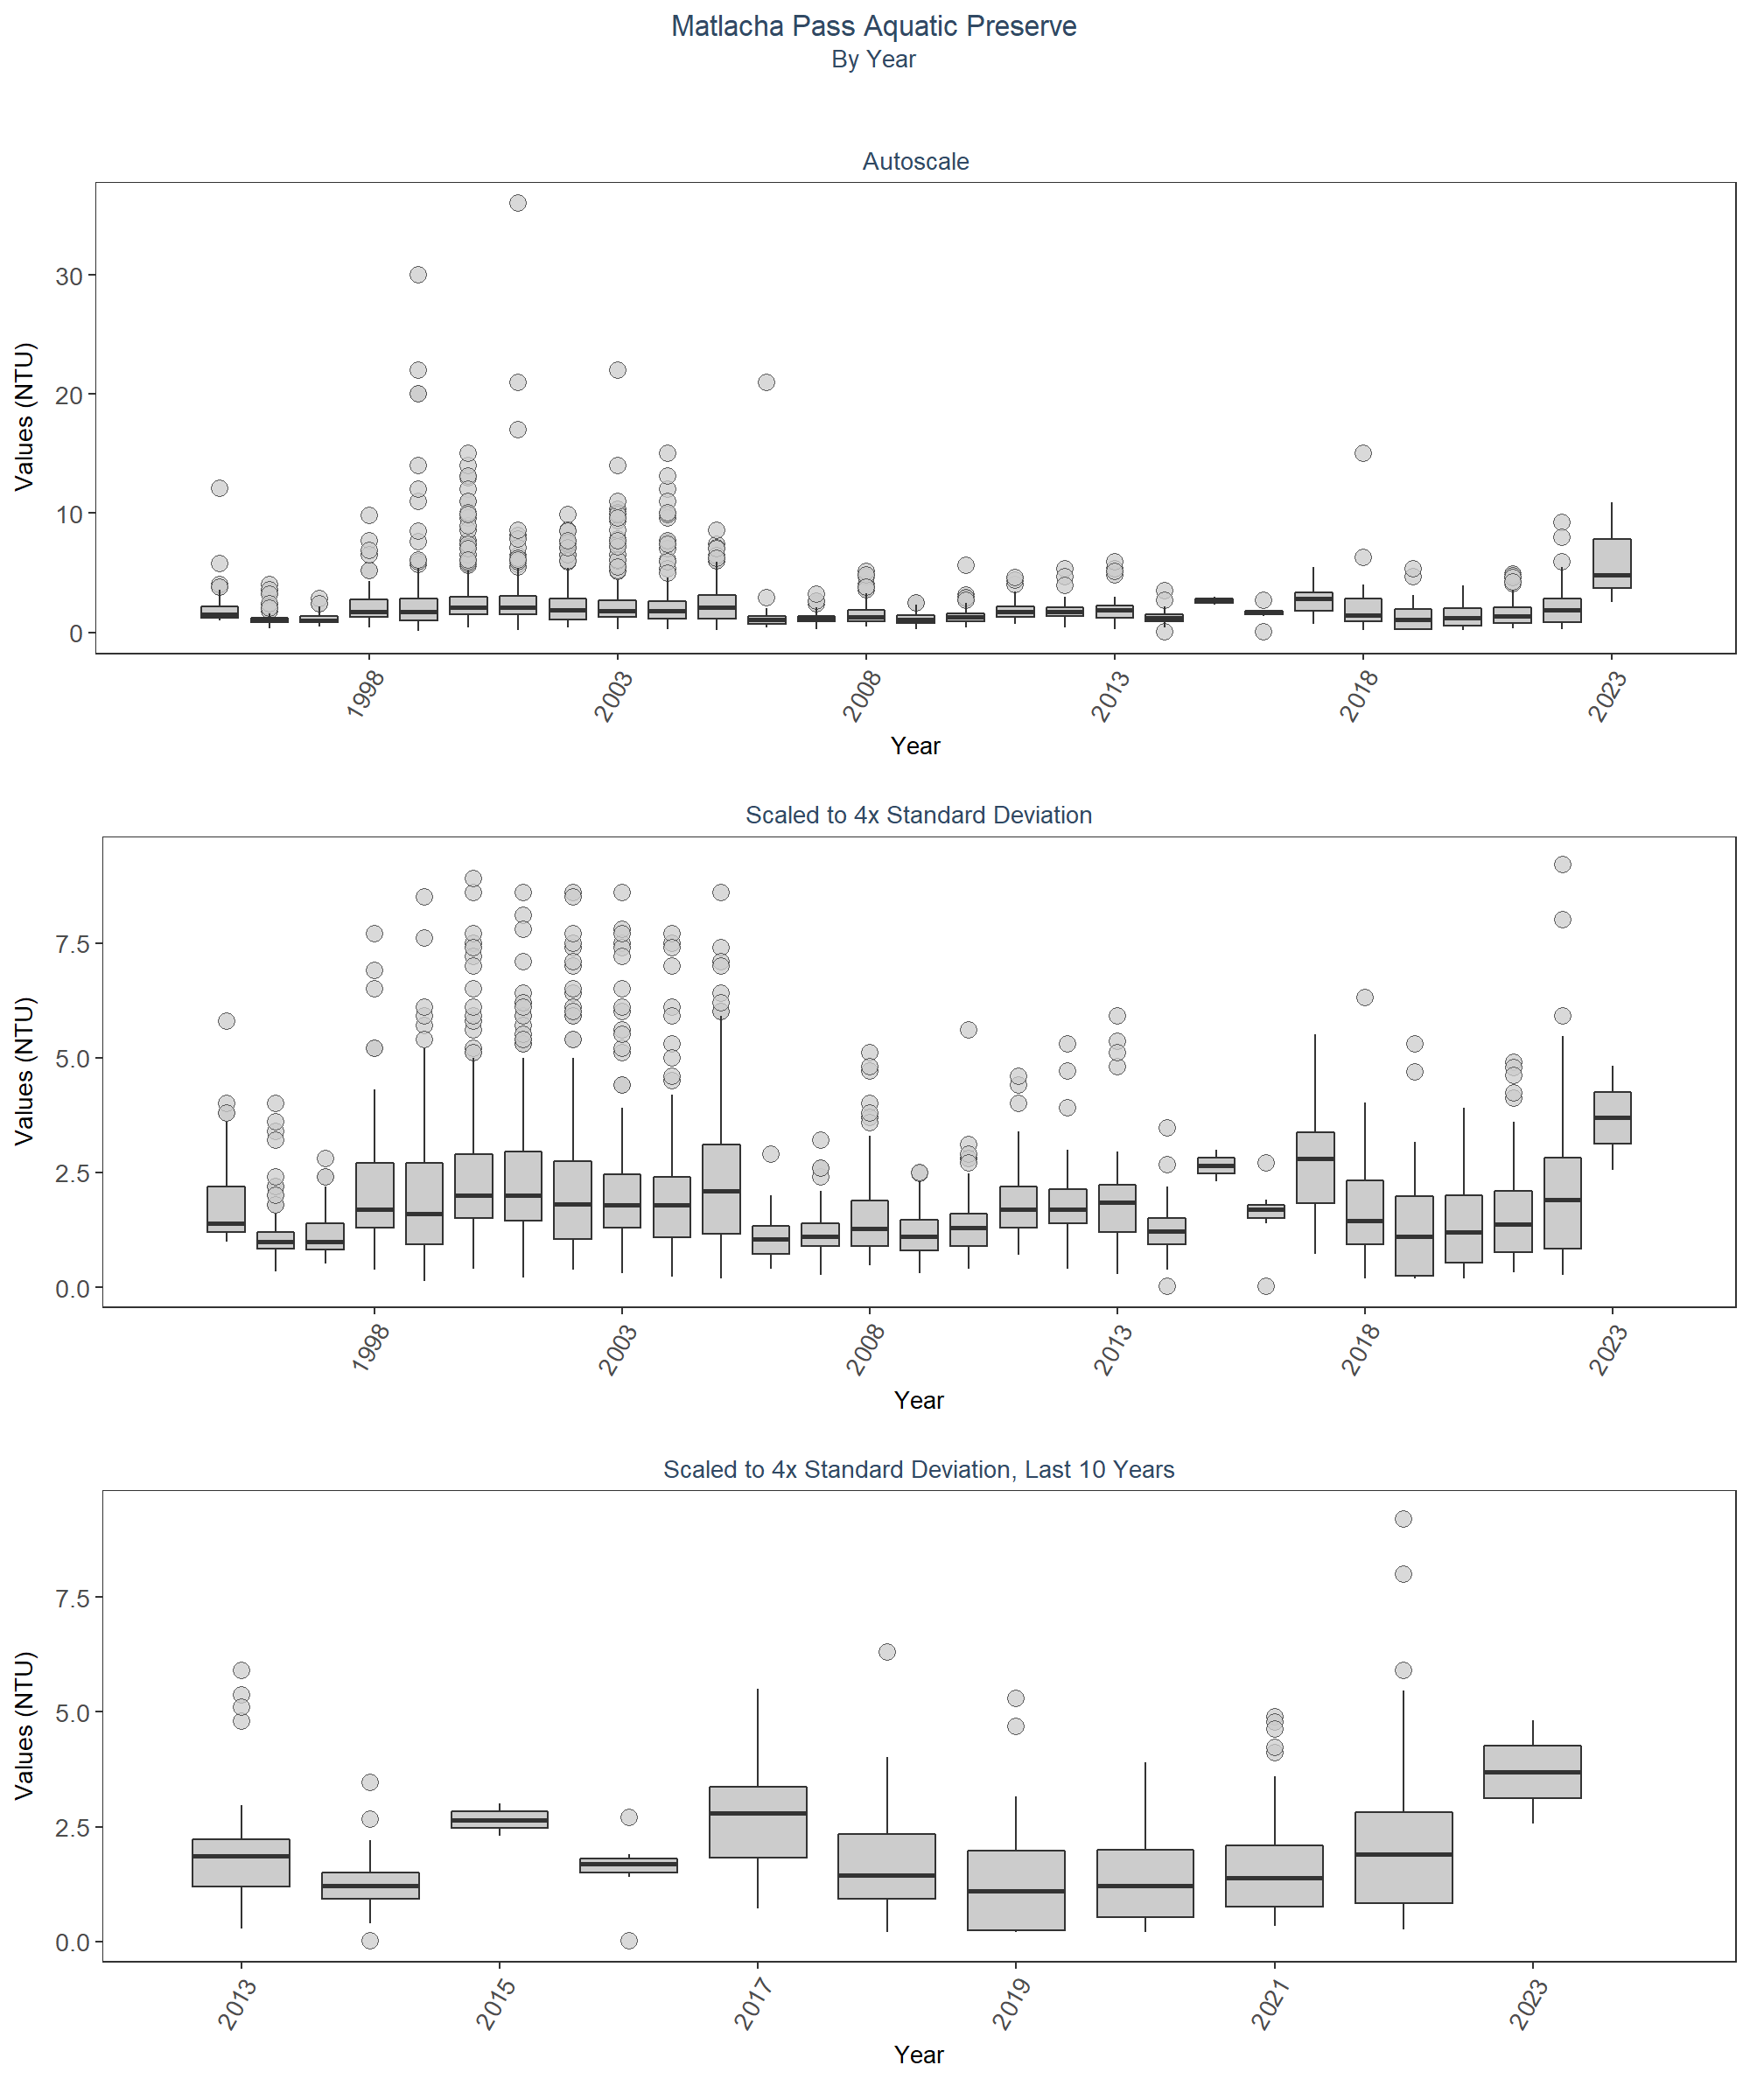 Matlacha Pass Aquatic Preserve
By Year
Autoscale
Values (NTU)
30
20
10
0
1998
2003
2008
2013
2018
2023
Year
Scaled to 4x Standard Deviation
Values (NTU)
7.5
5.0
2.5
0.0
1998
2003
2008
2013
2018
2023
Year
Scaled to 4x Standard Deviation, Last 10 Years
Values (NTU)
7.5
5.0
2.5
0.0
2013
2015
2017
2019
2021
2023
Year